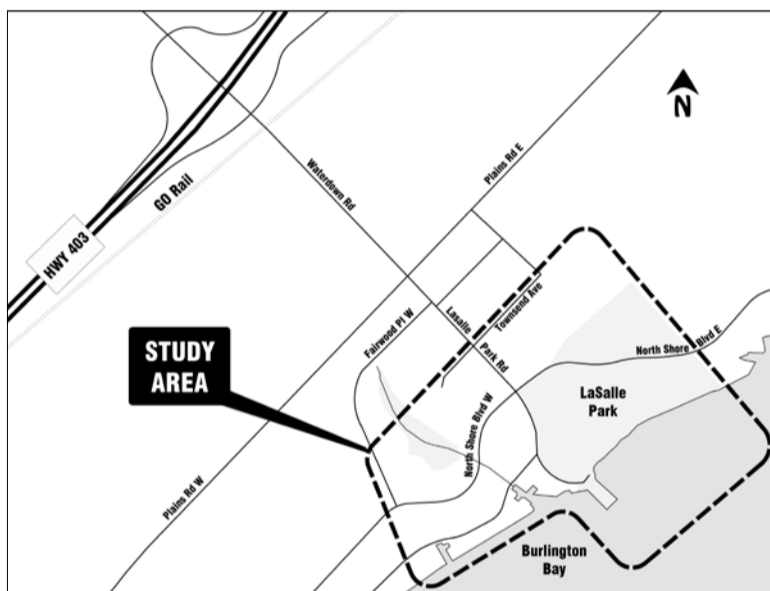 N
Plains Rd E
Waterdown Rd
GO Rail
HWY 403
Townsend Ave
Lasalle
Park Rd
Fairwood Pl W
STUDY
AREA
North Shore Blvd E
LaSalle
Park
North Shore Blvd W
Plains Rd W
Burlington
Bay